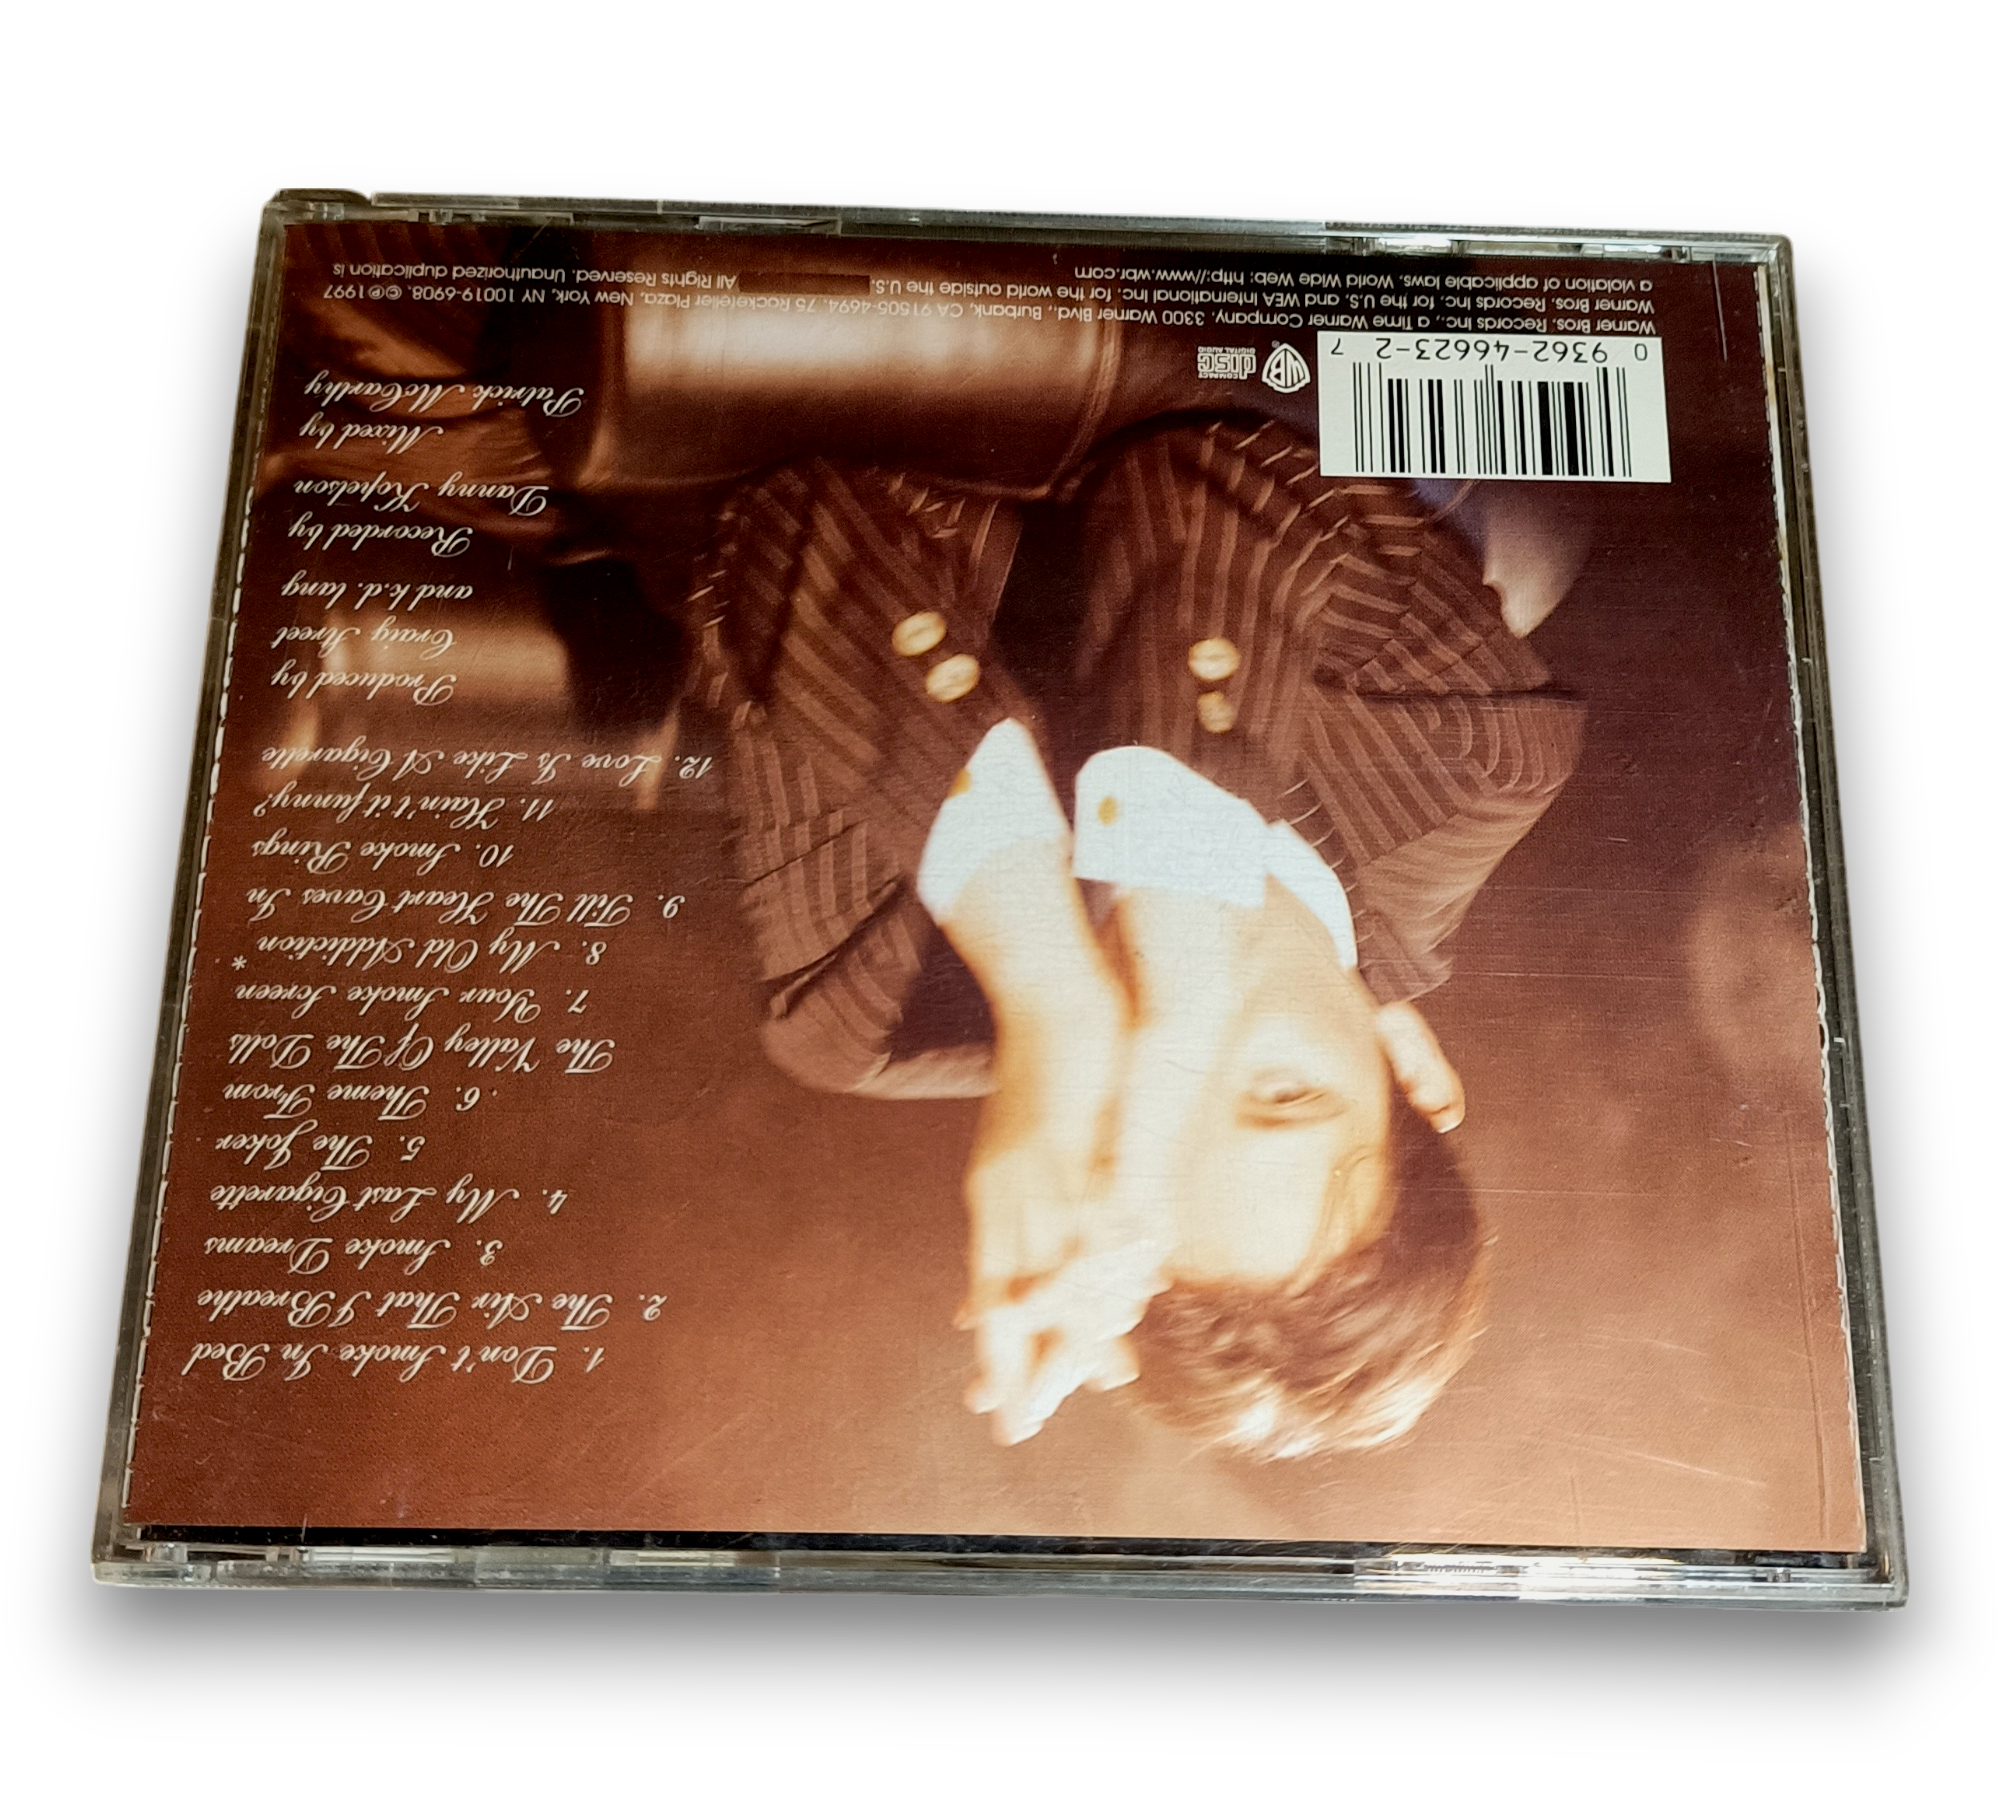 1. Don't Smoke In Bed
2. The Air That I Breathe
3. Smoke Dreams
4. My Last Cigarette
5. The Joker
6. Theme From
The Valley Of The Dolls
7. Your Smoke Screen
8. My Old Addiction *
9. Till The Heart Caves In
10. Smoke Rings
11. Hain't it funny?
12. Love Is Like A Cigarette
Produced by
Craig Street
and k.d. lang
Recorded by
Danny Kopelson
Mixed by
Patrick McCarthy
0 9362-46623-2 7
WB
COMPACT
disc
DIGITAL AUDIO
Warner Bros. Records Inc., a Time Warner Company. 3300 Warner Blvd., Burbank, CA 91505-4694. 75 Rockefeller Plaza, New York, NY 10019-6908. ©℗1997
Warner Bros. Records Inc. for the U.S. and WEA International Inc. for the world outside the U.S. All Rights Reserved. Unauthorized duplication is
a violation of applicable laws. World Wide Web: http://www.wbr.com